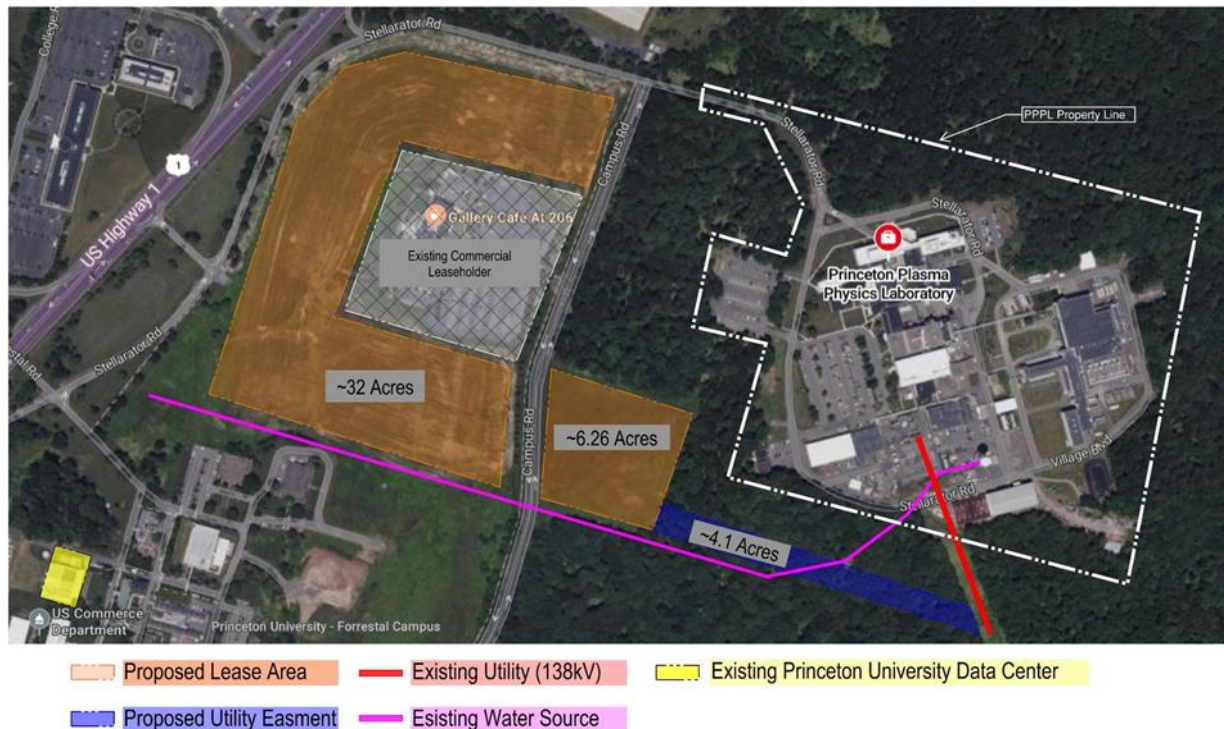 College R
Stellarator Rd
PPPL Property Line
1
US Highway 1
Campus Rd
Stellarator Rd
Stellarator Rd
Gallery Cafe At 206
Existing Commercial
Leaseholder
Princeton Plasma
Physics Laboratory
restal Rd
Stellarator Rd
~32 Acres
~6.26 Acres
Campus Rd
Village Blvd
Stellarator Rd
~4.1 Acres
US Commerce
Department
Princeton University - Forrestal Campus
Proposed Lease Area
Existing Utility (138kV)
Existing Princeton University Data Center
Proposed Utility Easment
Esisting Water Source